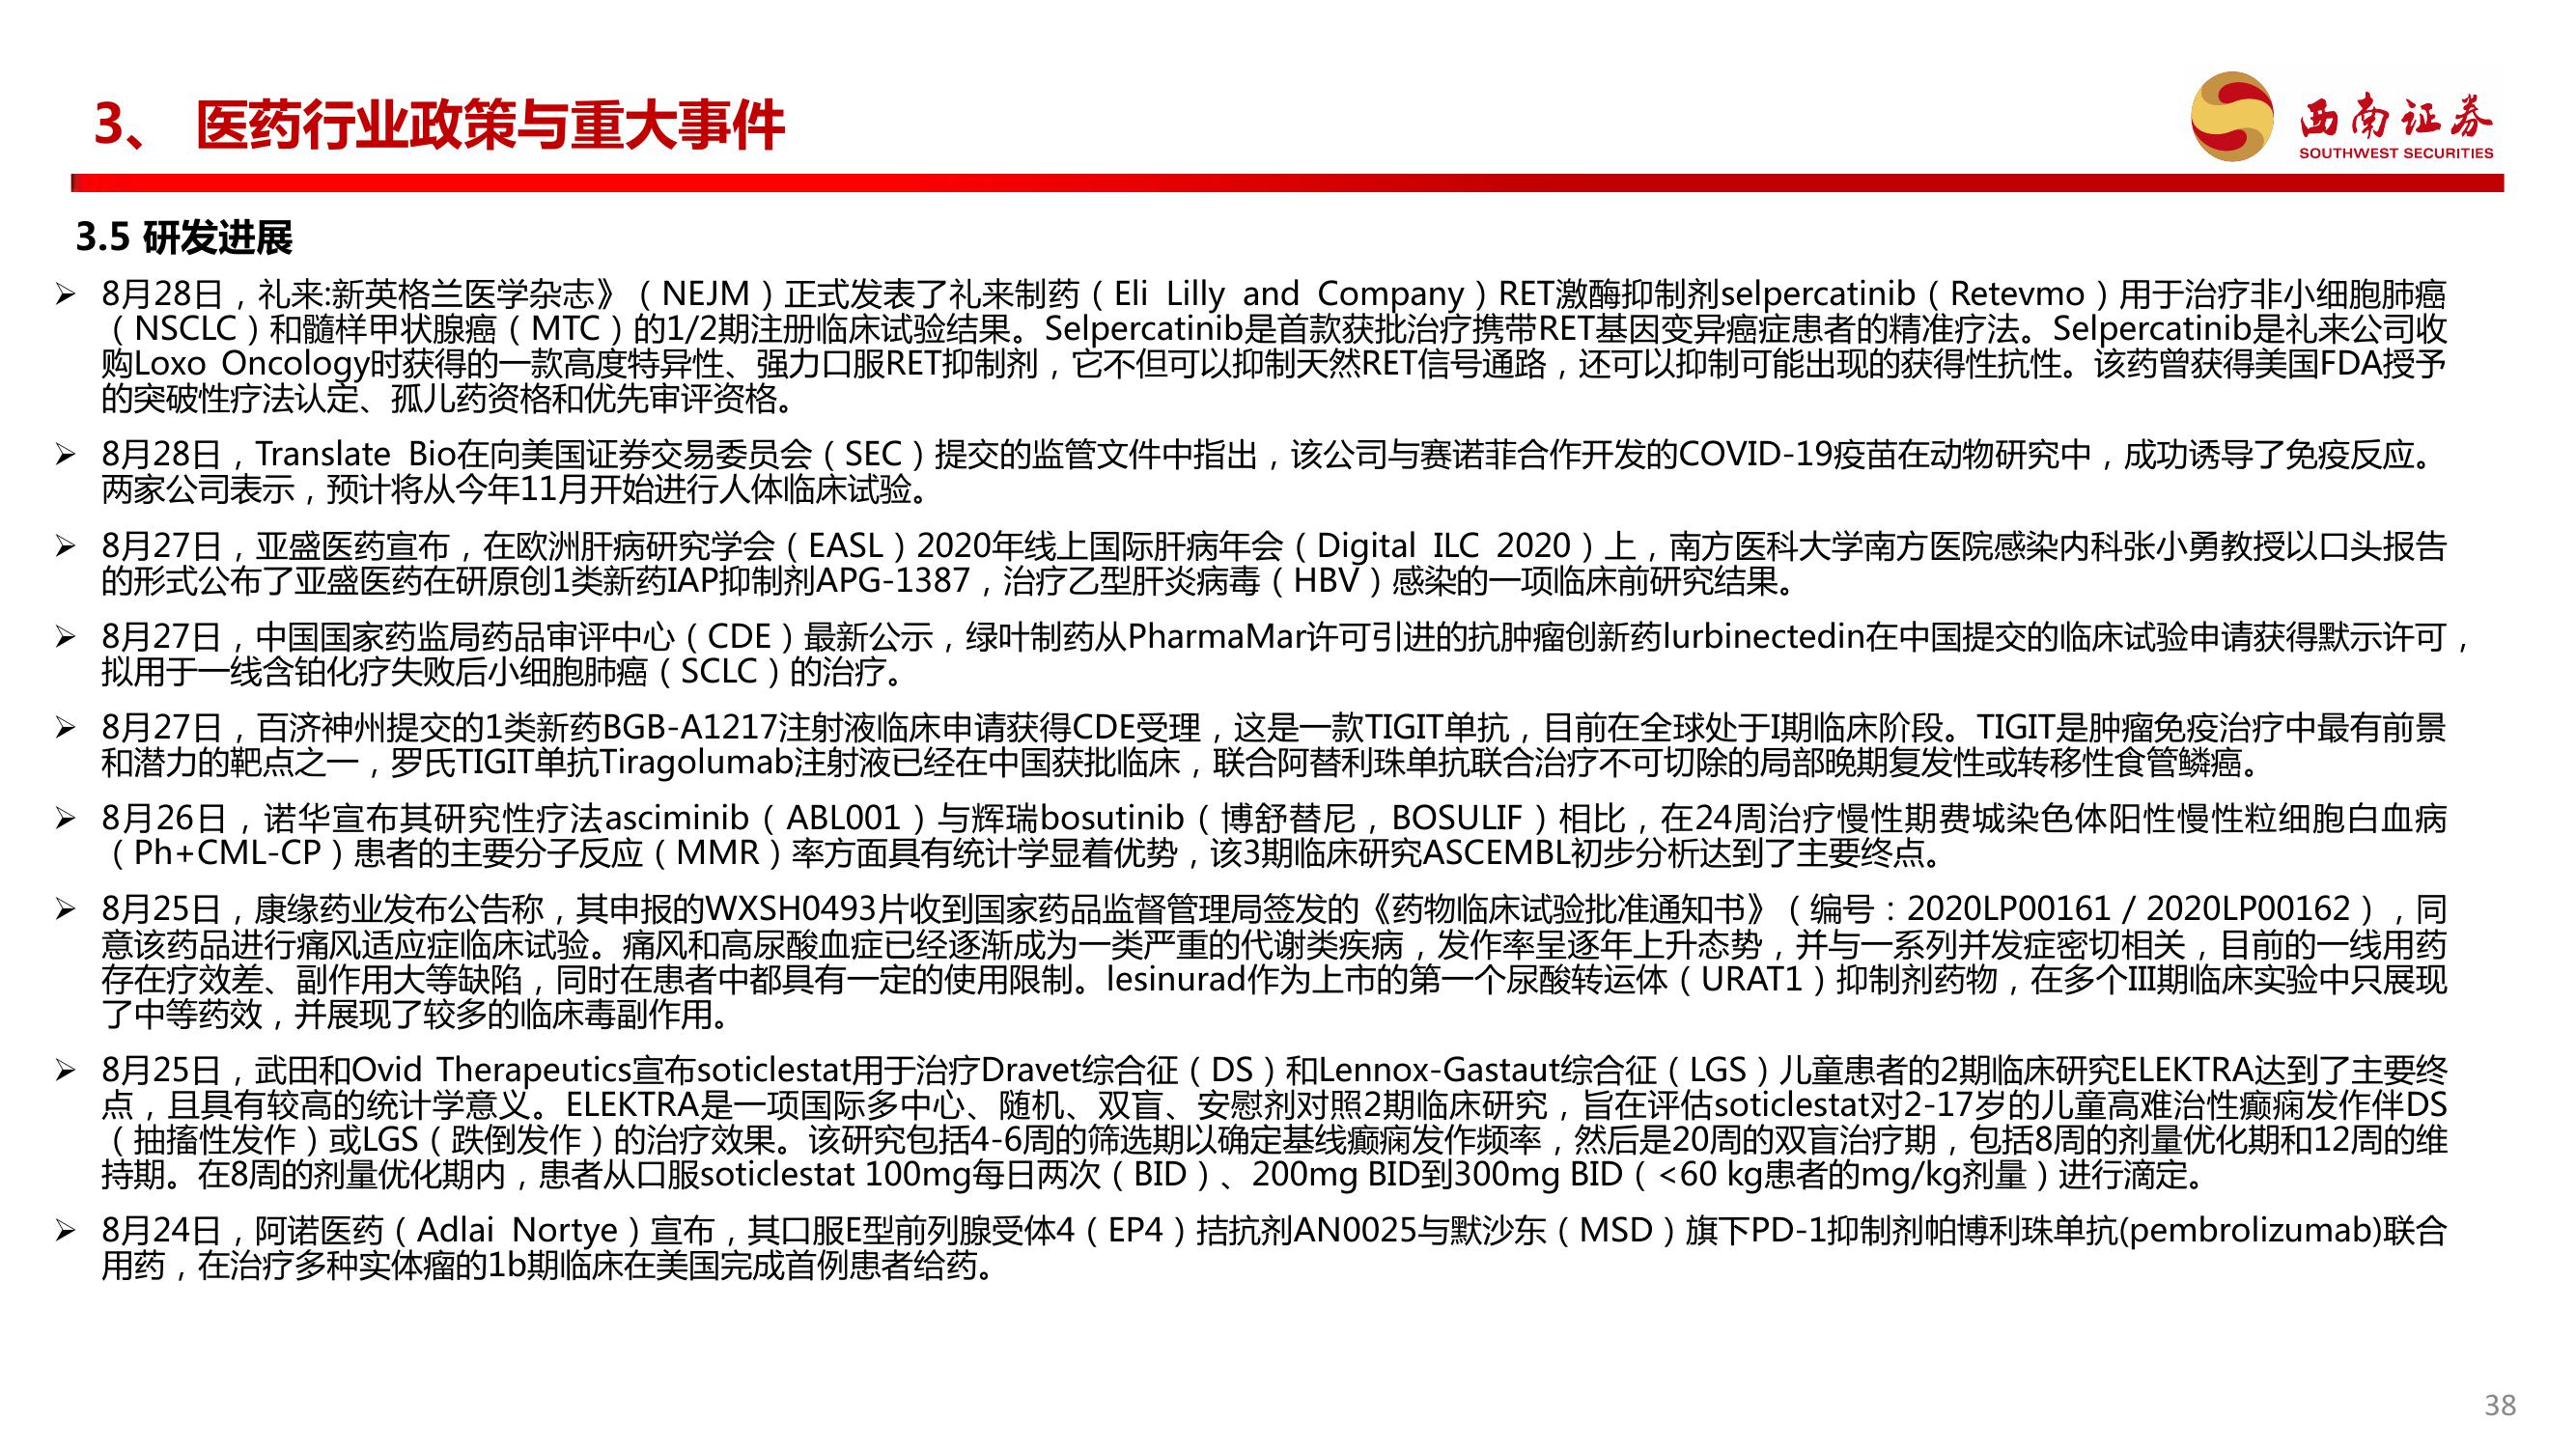 3、 医药行业政策与重大事件
西南证券
SOUTHWEST SECURITIES
3.5 研发进展
➢ 8月28日，礼来:新英格兰医学杂志》（NEJM）正式发表了礼来制药（Eli Lilly and Company）RET激酶抑制剂selpercatinib（Retevmo）用于治疗非小细胞肺癌
（NSCLC）和髓样甲状腺癌（MTC）的1/2期注册临床试验结果。Selpercatinib是首款获批治疗携带RET基因变异癌症患者的精准疗法。Selpercatinib是礼来公司收
购Loxo Oncology时获得的一款高度特异性、强力口服RET抑制剂，它不但可以抑制天然RET信号通路，还可以抑制可能出现的获得性抗性。该药曾获得美国FDA授予
的突破性疗法认定、孤儿药资格和优先审评资格。
➢ 8月28日，Translate Bio在向美国证券交易委员会（SEC）提交的监管文件中指出，该公司与赛诺菲合作开发的COVID-19疫苗在动物研究中，成功诱导了免疫反应。
两家公司表示，预计将从今年11月开始进行人体临床试验。
➢ 8月27日，亚盛医药宣布，在欧洲肝病研究学会（EASL）2020年线上国际肝病年会（Digital ILC 2020）上，南方医科大学南方医院感染内科张小勇教授以口头报告
的形式公布了亚盛医药在研原创1类新药IAP抑制剂APG-1387，治疗乙型肝炎病毒（HBV）感染的一项临床前研究结果。
➢ 8月27日，中国国家药监局药品审评中心（CDE）最新公示，绿叶制药从PharmaMar许可引进的抗肿瘤创新药lurbinectedin在中国提交的临床试验申请获得默示许可，
拟用于一线含铂化疗失败后小细胞肺癌（SCLC）的治疗。
➢ 8月27日，百济神州提交的1类新药BGB-A1217注射液临床申请获得CDE受理，这是一款TIGIT单抗，目前在全球处于I期临床阶段。TIGIT是肿瘤免疫治疗中最有前景
和潜力的靶点之一，罗氏TIGIT单抗Tiragolumab注射液已经在中国获批临床，联合阿替利珠单抗联合治疗不可切除的局部晚期复发性或转移性食管鳞癌。
➢ 8月26日，诺华宣布其研究性疗法asciminib（ABL001）与辉瑞bosutinib（博舒替尼，BOSULIF）相比，在24周治疗慢性期费城染色体阳性慢性粒细胞白血病
（Ph+CML-CP）患者的主要分子反应（MMR）率方面具有统计学显着优势，该3期临床研究ASCEMBL初步分析达到了主要终点。
➢ 8月25日，康缘药业发布公告称，其申报的WXSH0493片收到国家药品监督管理局签发的《药物临床试验批准通知书》（编号：2020LP00161 / 2020LP00162），同
意该药品进行痛风适应症临床试验。痛风和高尿酸血症已经逐渐成为一类严重的代谢类疾病，发作率呈逐年上升态势，并与一系列并发症密切相关，目前的一线用药
存在疗效差、副作用大等缺陷，同时在患者中都具有一定的使用限制。lesinurad作为上市的第一个尿酸转运体（URAT1）抑制剂药物，在多个III期临床实验中只展现
了中等药效，并展现了较多的临床毒副作用。
➢ 8月25日，武田和Ovid Therapeutics宣布soticlestat用于治疗Dravet综合征（DS）和Lennox-Gastaut综合征（LGS）儿童患者的2期临床研究ELEKTRA达到了主要终
点，且具有较高的统计学意义。ELEKTRA是一项国际多中心、随机、双盲、安慰剂对照2期临床研究，旨在评估soticlestat对2-17岁的儿童高难治性癫痫发作伴DS
（抽搐性发作）或LGS（跌倒发作）的治疗效果。该研究包括4-6周的筛选期以确定基线癫痫发作频率，然后是20周的双盲治疗期，包括8周的剂量优化期和12周的维
持期。在8周的剂量优化期内，患者从口服soticlestat 100mg每日两次（BID）、200mg BID到300mg BID（<60 kg患者的mg/kg剂量）进行滴定。
➢ 8月24日，阿诺医药（Adlai Nortye）宣布，其口服E型前列腺受体4（EP4）拮抗剂AN0025与默沙东（MSD）旗下PD-1抑制剂帕博利珠单抗(pembrolizumab)联合
用药，在治疗多种实体瘤的1b期临床在美国完成首例患者给药。
38